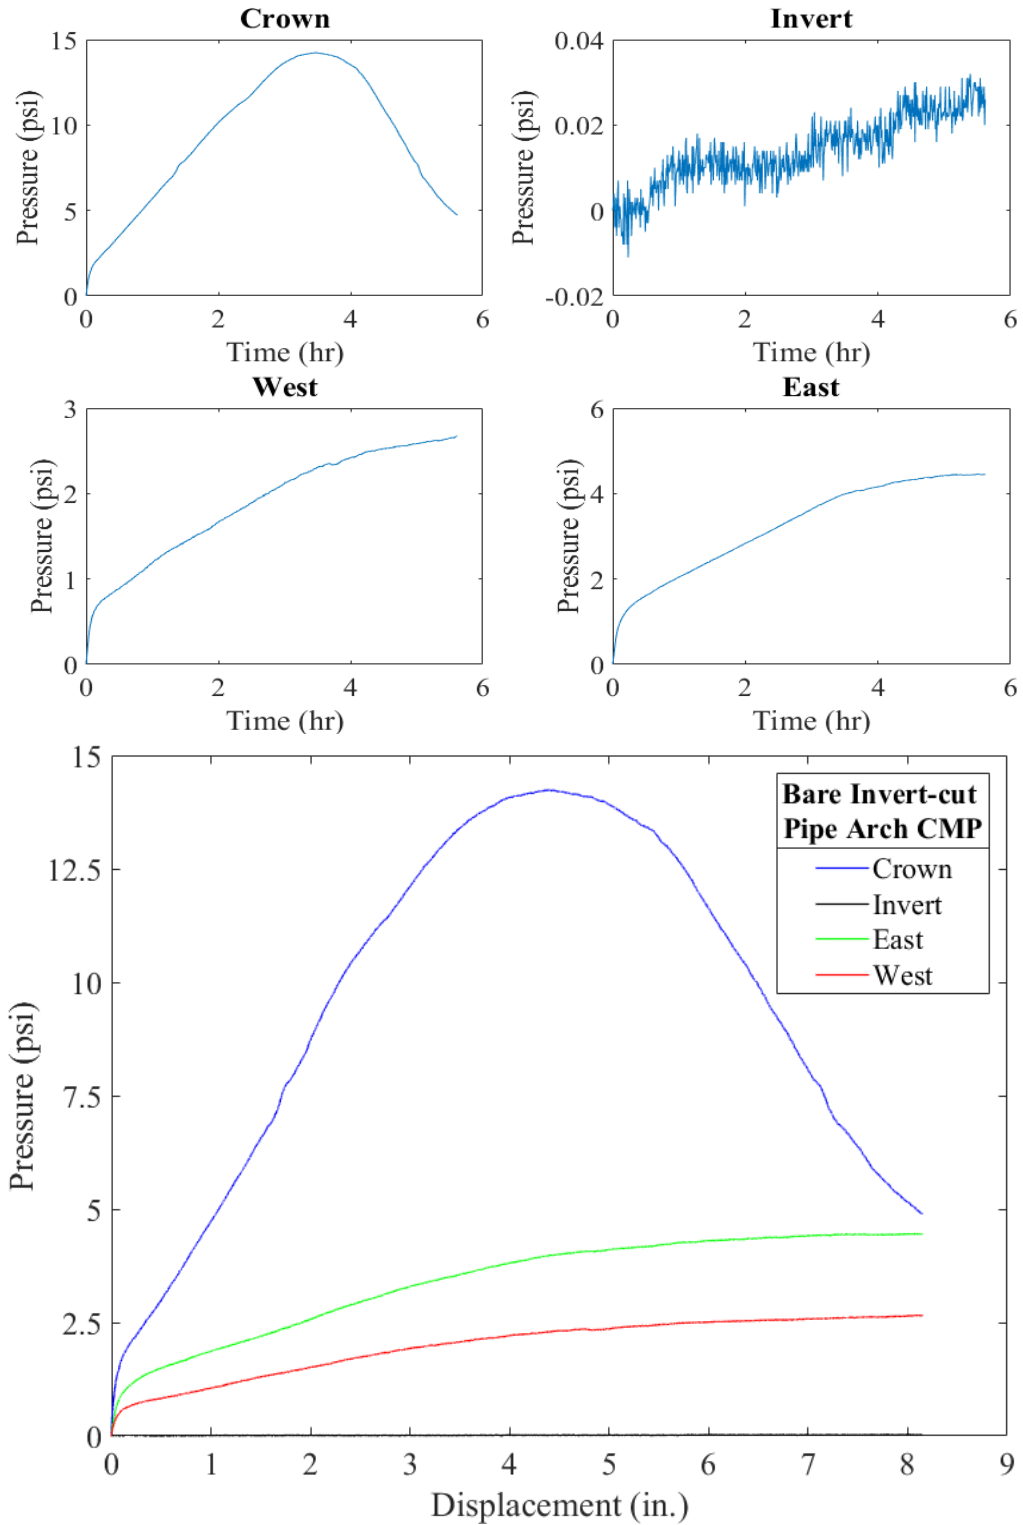 Crown
15
10
5
0
Pressure (psi)
0 2 4 6
Time (hr)
Invert
0.04
0.02
0
-0.02
Pressure (psi)
0 2 4 6
Time (hr)
West
3
2
1
0
Pressure (psi)
0 2 4 6
Time (hr)
East
6
4
2
0
Pressure (psi)
0 2 4 6
Time (hr)
15
12.5
10
7.5
5
2.5
0
Pressure (psi)
Bare Invert-cut
Pipe Arch CMP
Crown
Invert
East
West
0 1 2 3 4 5 6 7 8 9
Displacement (in.)